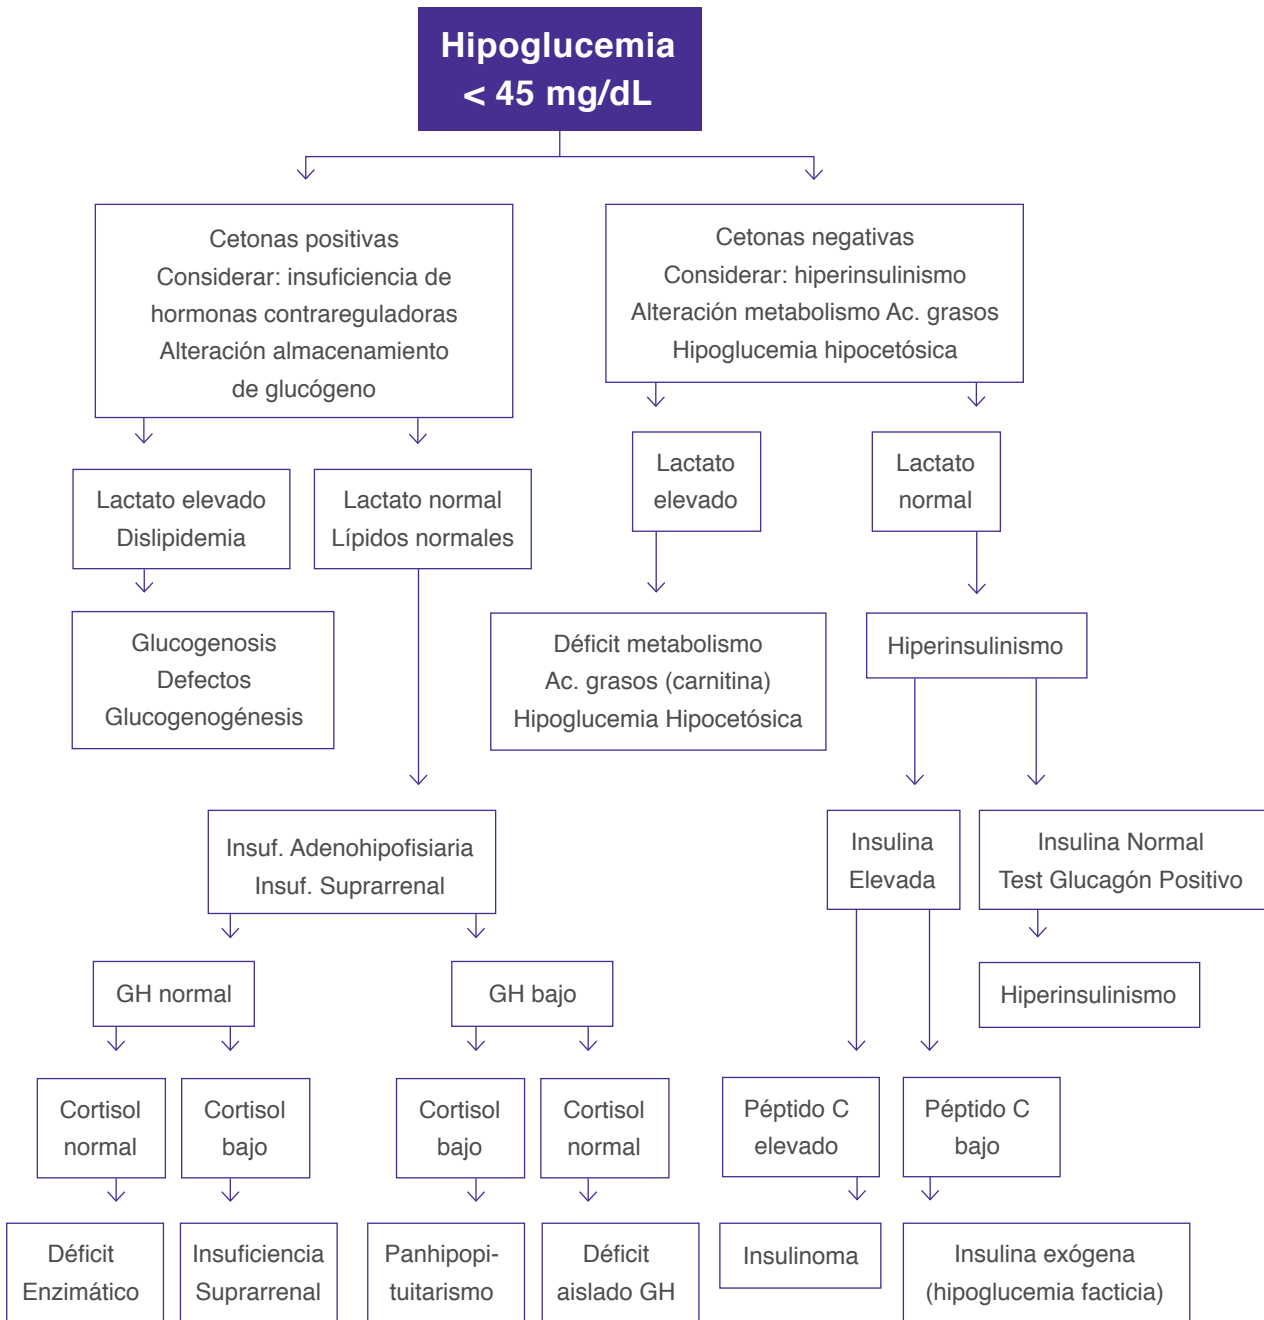 Hipoglucemia
< 45 mg/dL
Cetonas positivas
Considerar: insuficiencia de
hormonas contrareguladoras
Alteración almacenamiento
de glucógeno
Cetonas negativas
Considerar: hiperinsulinismo
Alteración metabolismo Ac. grasos
Hipoglucemia hipocetósica
Lactato elevado
Dislipidemia
Lactato normal
Lípidos normales
Lactato
elevado
Lactato
normal
Glucogenosis
Defectos
Glucogenogénesis
Déficit metabolismo
Ac. grasos (carnitina)
Hipoglucemia Hipocetósica
Hiperinsulinismo
Insuf. Adenohipofisiaria
Insuf. Suprarrenal
Insulina
Elevada
Insulina Normal
Test Glucagón Positivo
GH normal
GH bajo
Hiperinsulinismo
Cortisol
normal
Cortisol
bajo
Cortisol
bajo
Cortisol
normal
Péptido C
elevado
Péptido C
bajo
Déficit
Enzimático
Insuficiencia
Suprarrenal
Panhipopi-
tuitarismo
Déficit
aislado GH
Insulinoma
Insulina exógena
(hipoglucemia facticia)